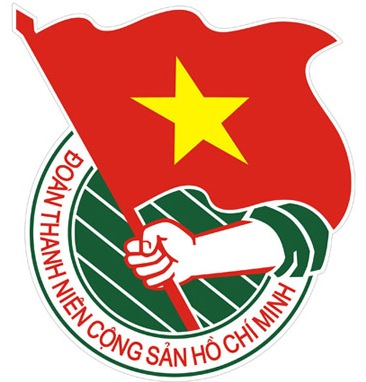 ĐOÀN THANH NIÊN CỘNG SẢN HỒ CHÍ MINH